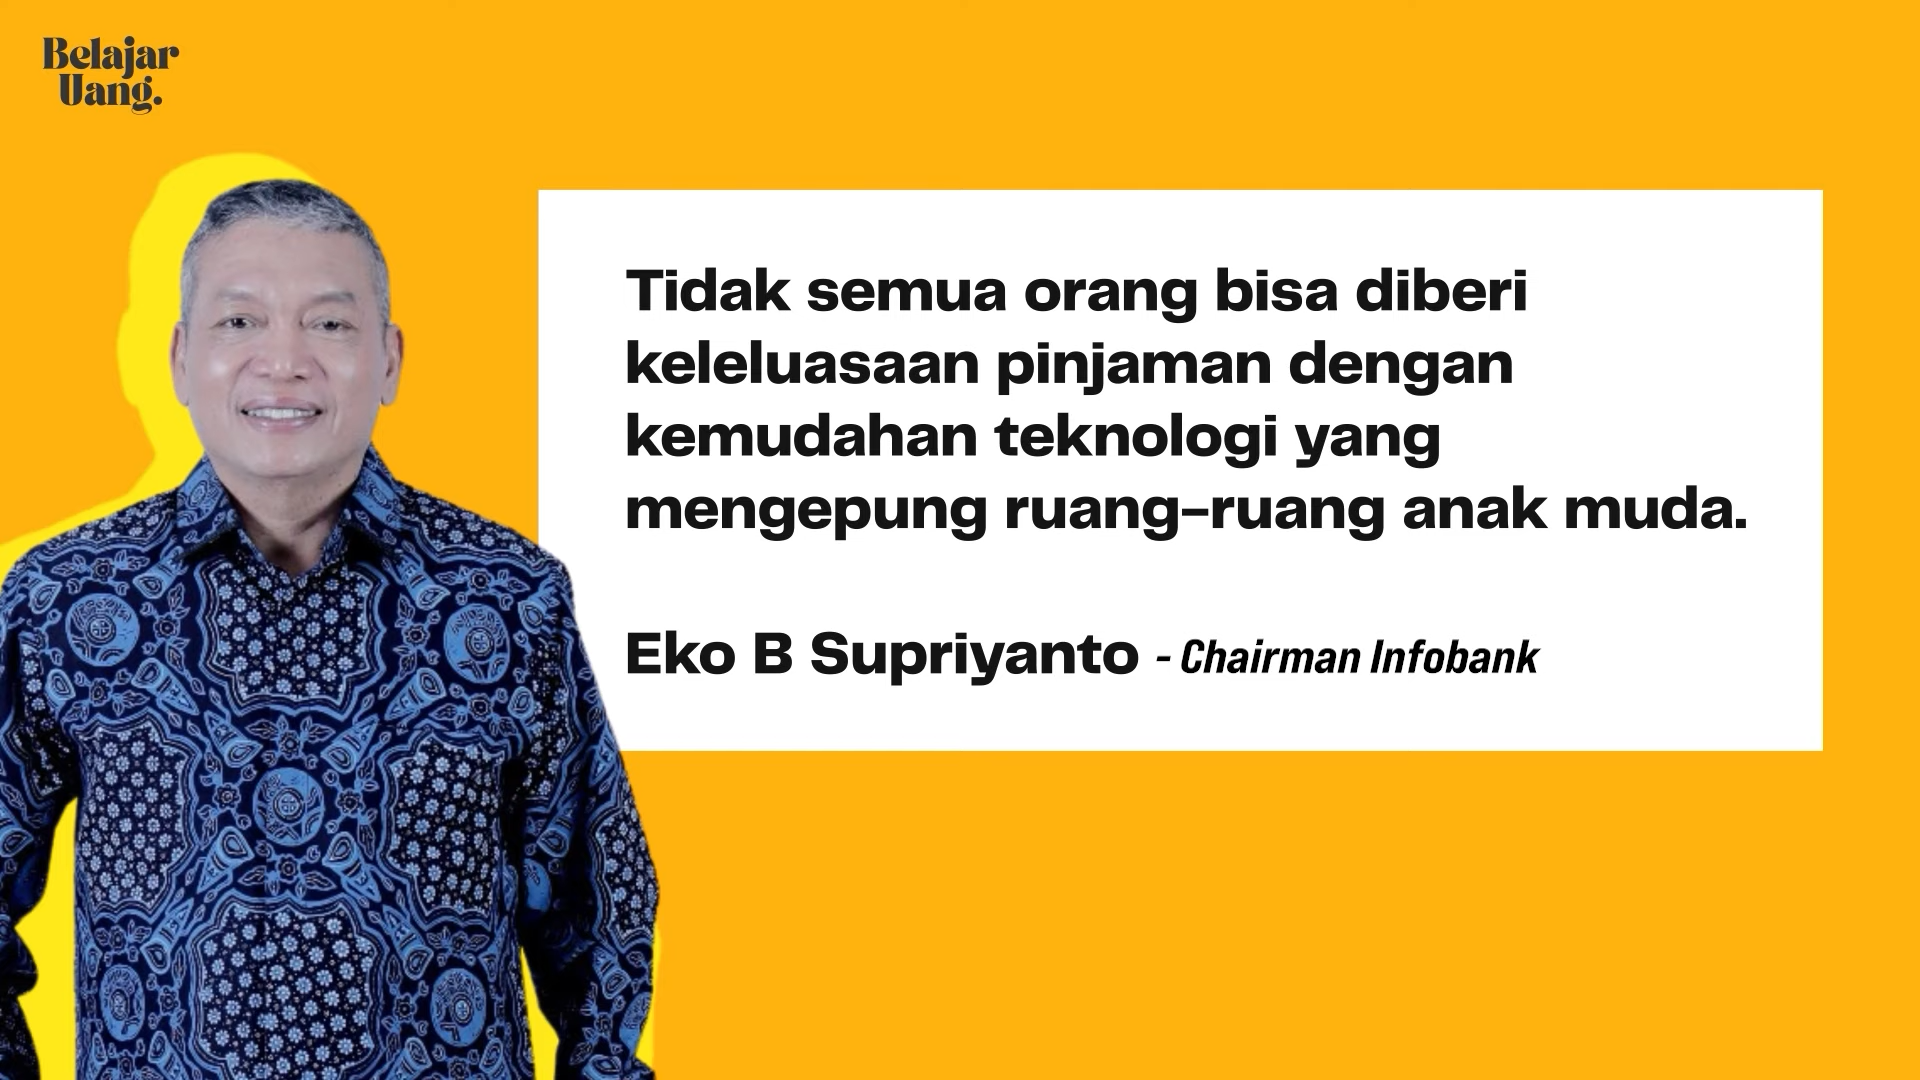 Belajar
Uang.
Tidak semua orang bisa diberi
keleluasaan pinjaman dengan
kemudahan teknologi yang
mengepung ruang-ruang anak muda.
Eko B Supriyanto - Chairman Infobank